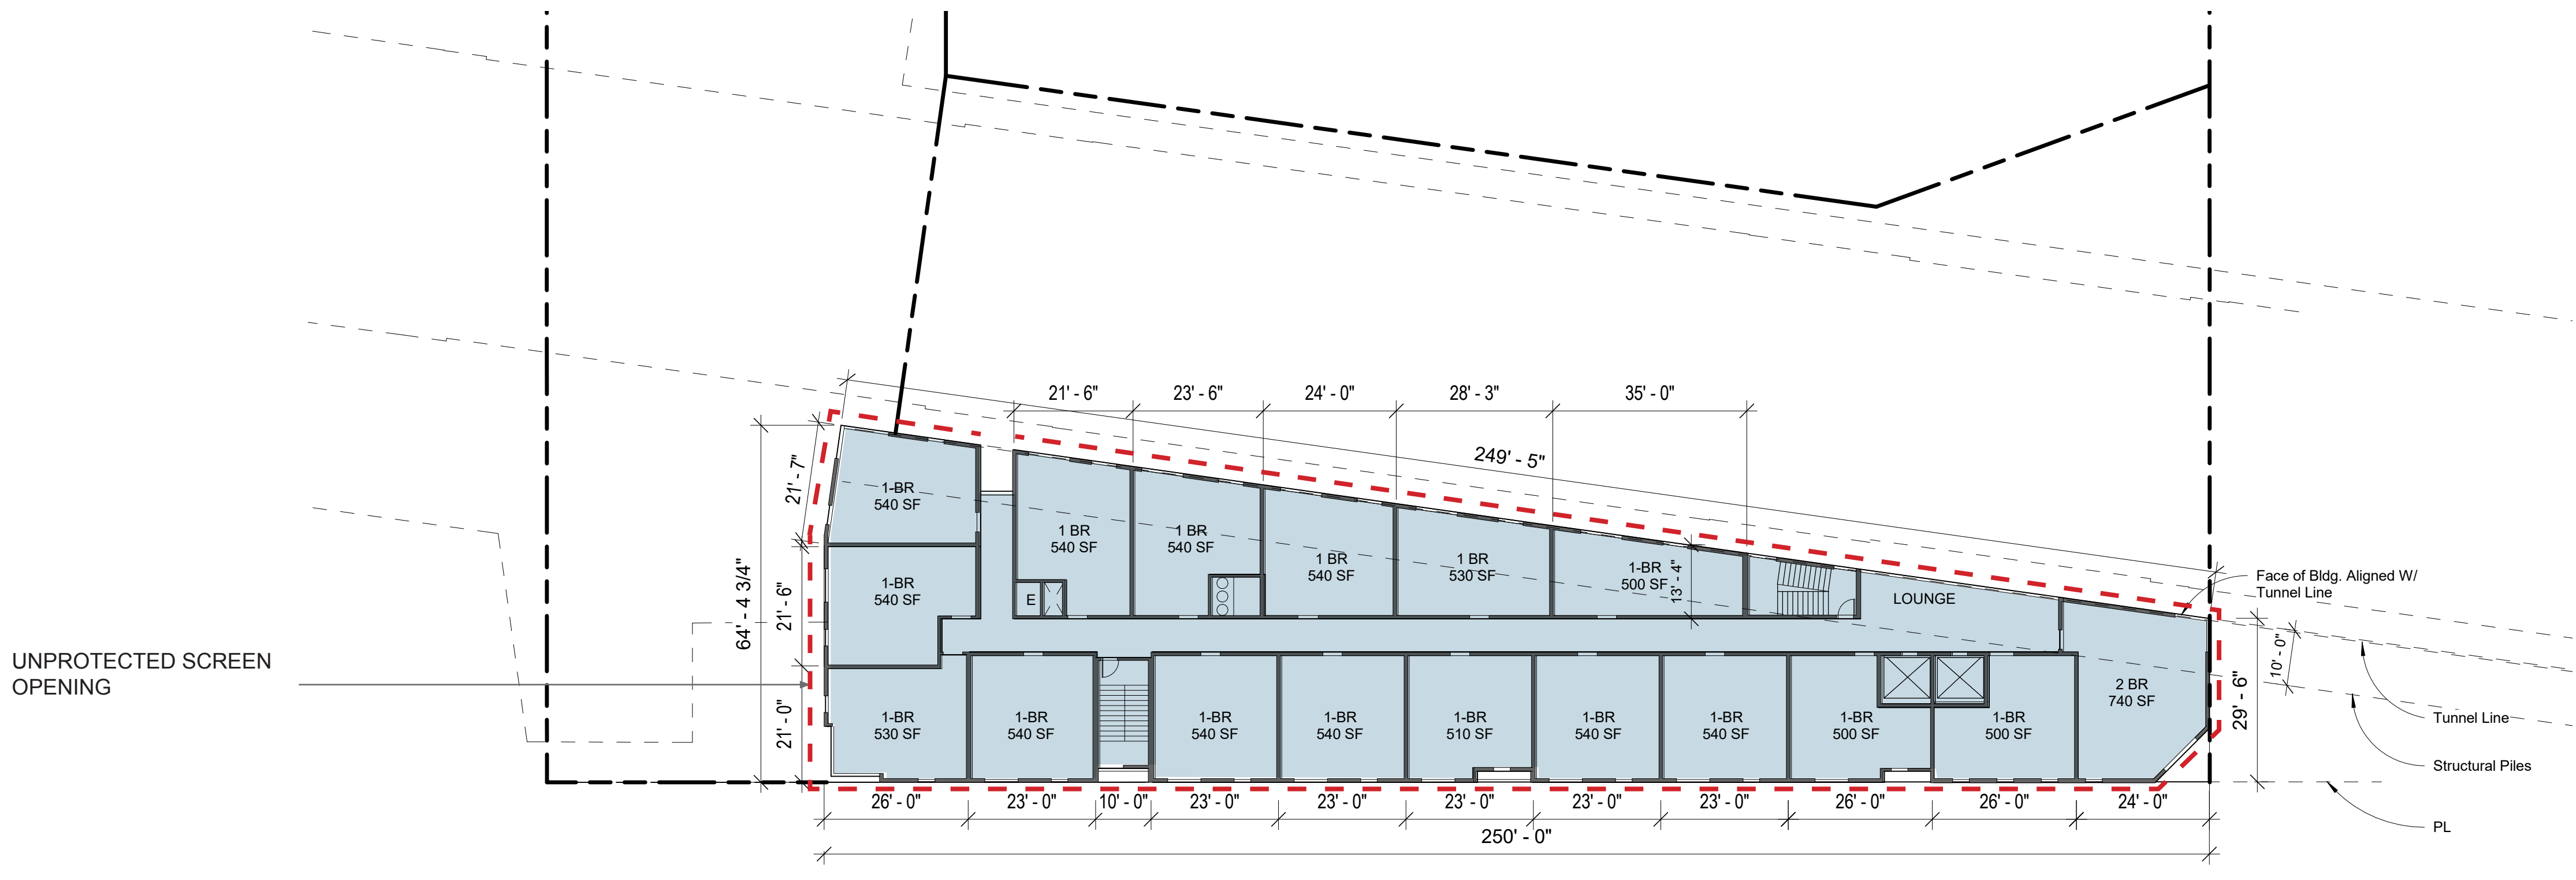 21' - 6"
23' - 6"
24' - 0"
28' - 3"
35' - 0"
249' - 5"
21' - 7"
1-BR
540 SF
1 BR
540 SF
1 BR
540 SF
1 BR
540 SF
1 BR
530 SF
1-BR
500 SF
13' - 4"
E
LOUNGE
Face of Bldg. Aligned W/
Tunnel Line
64' - 4 3/4"
21' - 6"
1-BR
540 SF
10' - 0"
29' - 6"
UNPROTECTED SCREEN
OPENING
21' - 0"
1-BR
530 SF
1-BR
540 SF
1-BR
540 SF
1-BR
540 SF
1-BR
510 SF
1-BR
540 SF
1-BR
540 SF
1-BR
500 SF
1-BR
500 SF
2 BR
740 SF
Tunnel Line
Structural Piles
26' - 0"
23' - 0"
10' - 0"
23' - 0"
23' - 0"
23' - 0"
23' - 0"
23' - 0"
26' - 0"
26' - 0"
24' - 0"
250' - 0"
PL